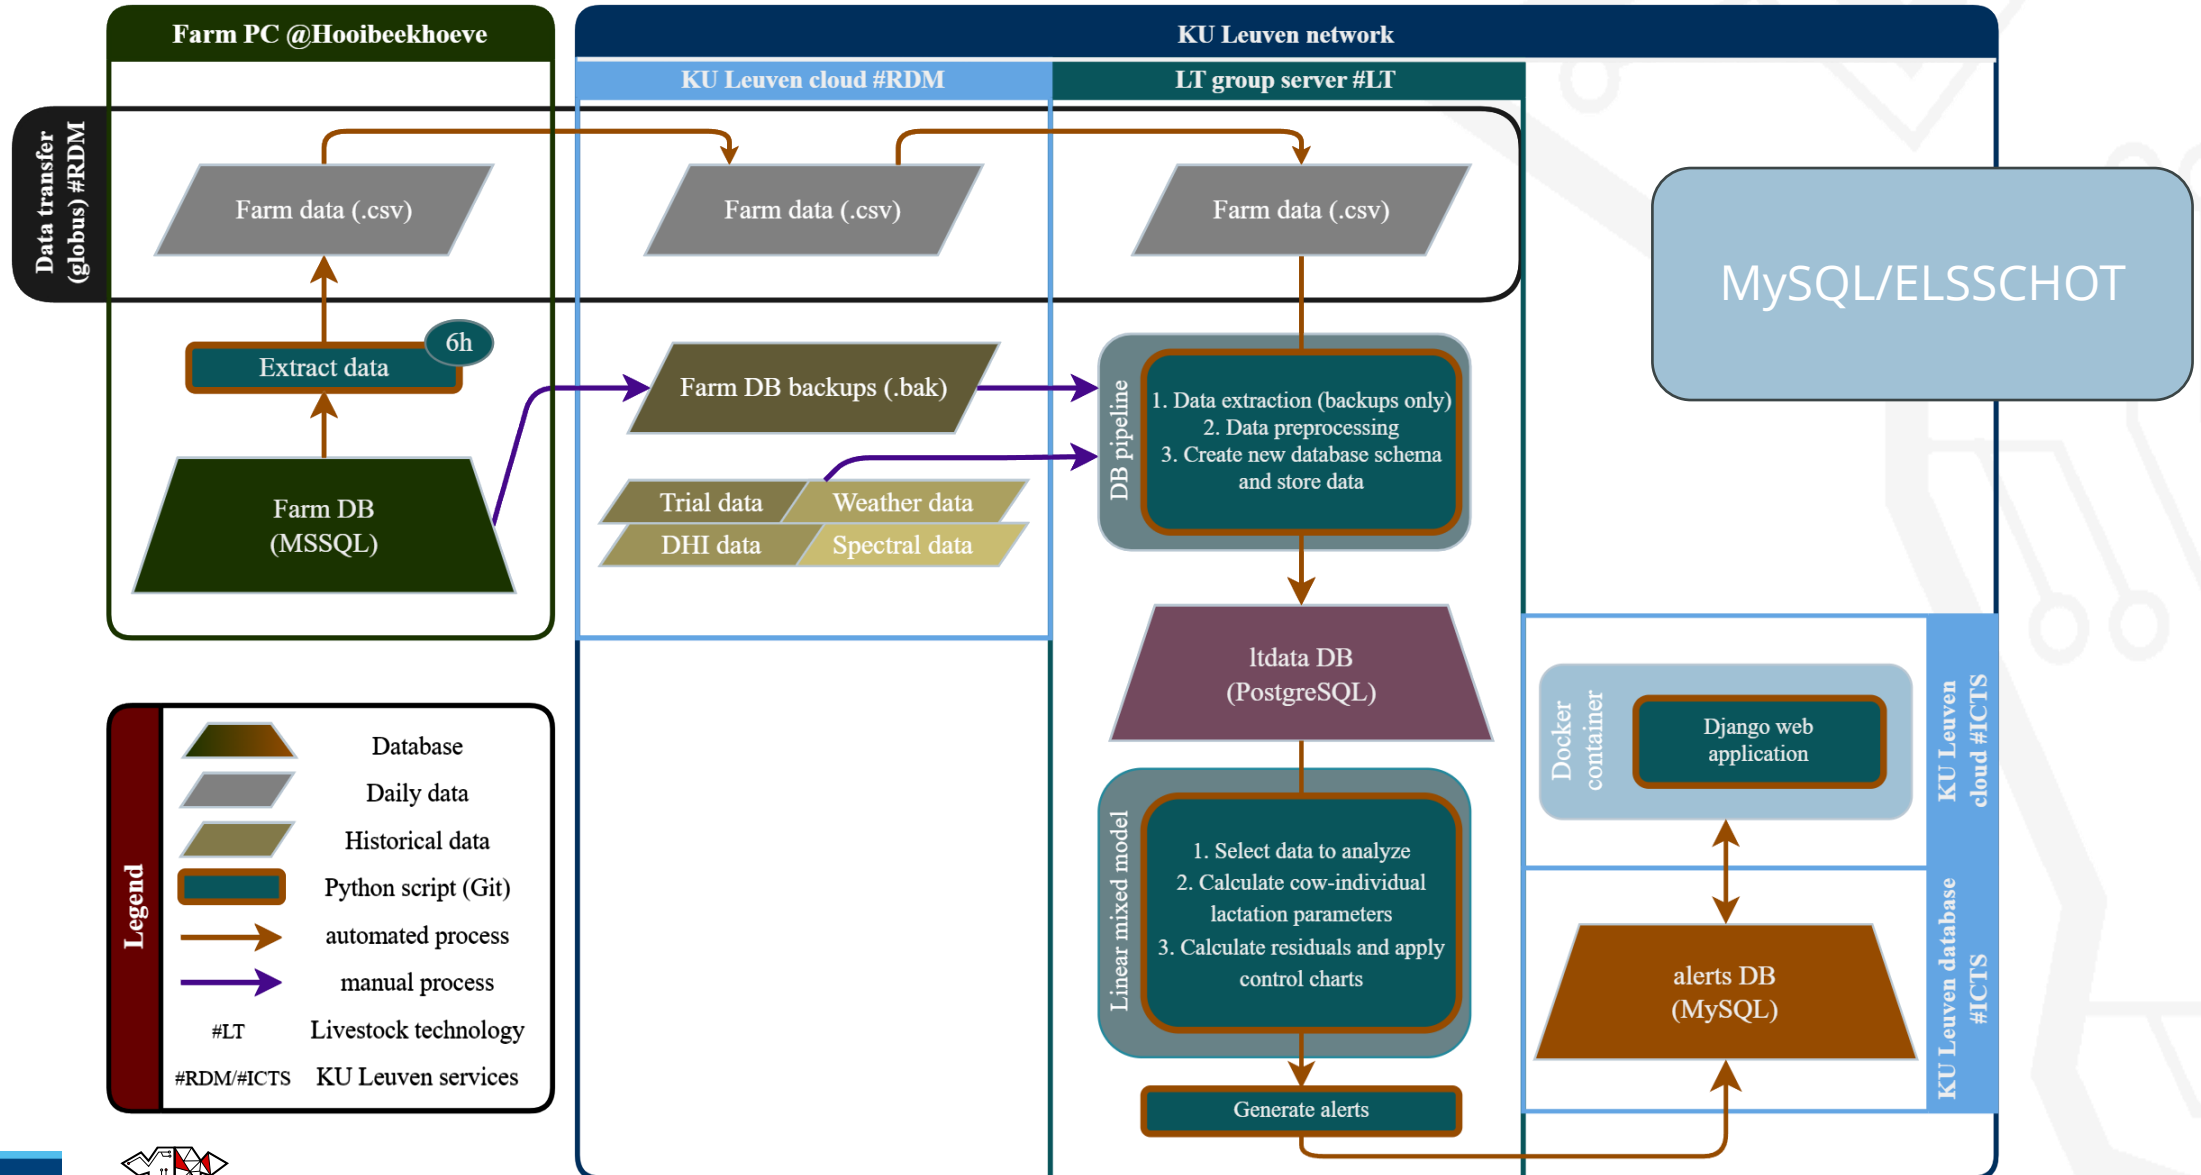 Farm PC @Hooibeekhoeve
KU Leuven network
KU Leuven cloud #RDM
LT group server #LT
Data transfer
(globus) #RDM
Farm data (.csv)
Farm data (.csv)
Farm data (.csv)
MySQL/ELSSCHOT
6h
Extract data
Farm DB
(MSSQL)
Farm DB backups (.bak)
Trial data
Weather data
DHI data
Spectral data
DB pipeline
1. Data extraction (backups only)
2. Data preprocessing
3. Create new database schema
and store data
ltdata DB
(PostgreSQL)
Linear mixed model
1. Select data to analyze
2. Calculate cow-individual
lactation parameters
3. Calculate residuals and apply
control charts
Generate alerts
Docker
container
Django web
application
KU Leuven
cloud #ICTS
alerts DB
(MySQL)
KU Leuven database
#ICTS
Legend
Database
Daily data
Historical data
Python script (Git)
automated process
manual process
#LT Livestock technology
#RDM/#ICTS KU Leuven services